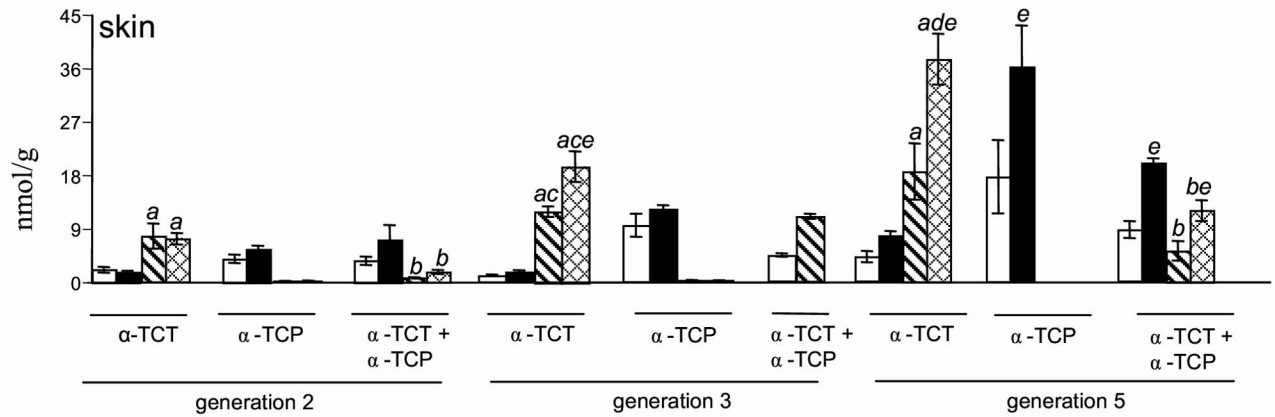 skin
nmol/g
45
36
27
18
9
0
a a
b b
ac ace
a ade
e
e
b be
α-TCT
α-TCP
α-TCT +
α-TCP
α-TCT
α-TCP
α-TCT +
α-TCP
α-TCT
α-TCP
α-TCT +
α-TCP
generation 2
generation 3
generation 5